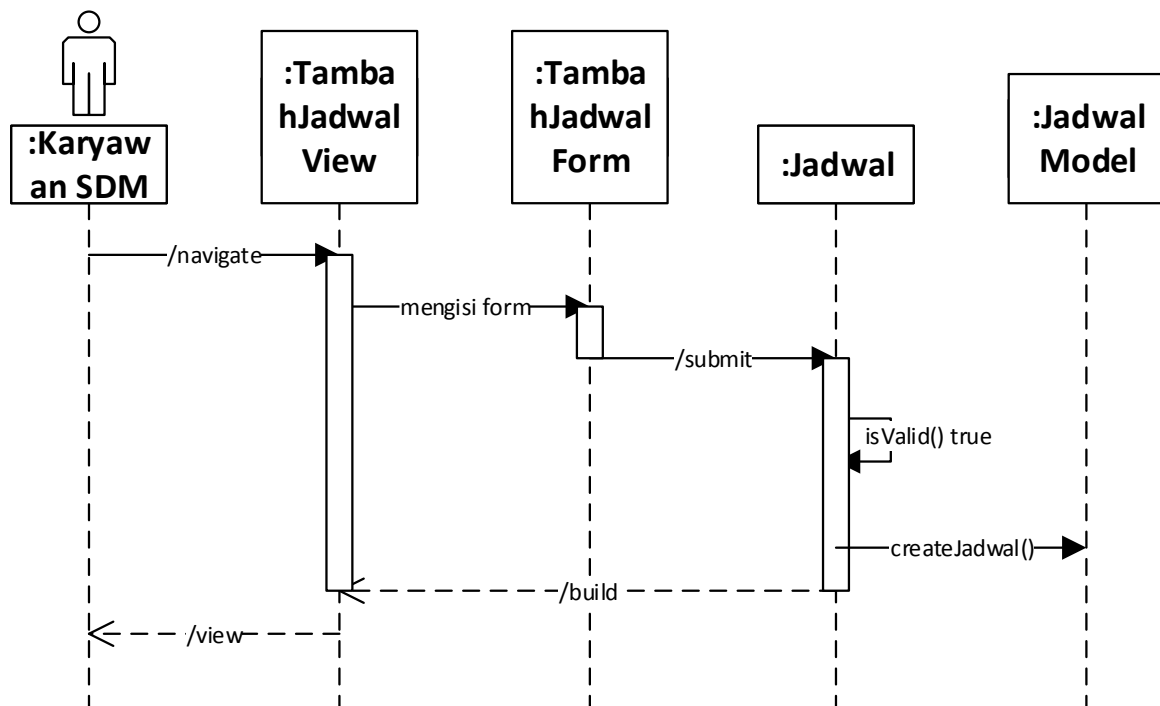 :Karyaw
an SDM
:Tamba
hJadwal
View
:Tamba
hJadwal
Form
:Jadwal
:Jadwal
Model
/navigate
mengisi form
/submit
isValid() true
createJadwal()
/build
/view